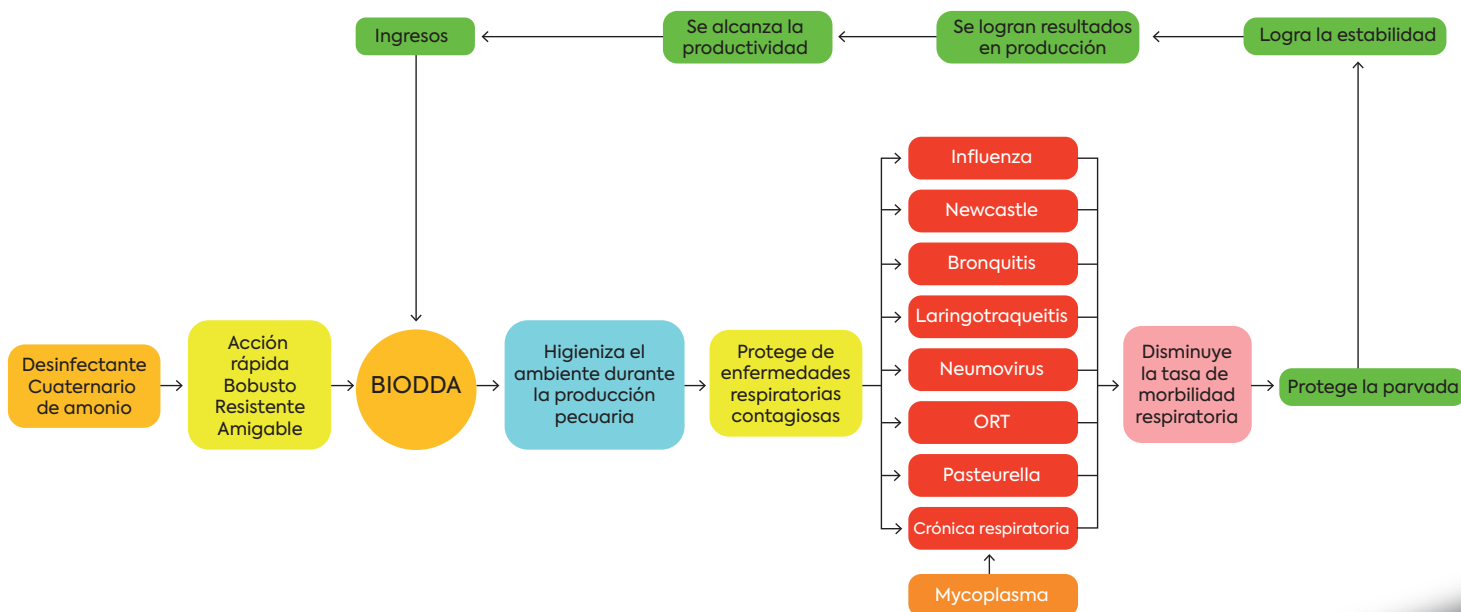 Ingresos
Se alcanza la
productividad
Se logran resultados
en producción
Logra la estabilidad
Desinfectante
Cuaternario
de amonio
Acción
rápida
Bobusto
Resistente
Amigable
BIODDA
Higieniza el
ambiente durante
la producción
pecuaria
Protege de
enfermedades
respiratorias
contagiosas
Influenza
Newcastle
Bronquitis
Laringotraqueitis
Neumovirus
ORT
Pasteurella
Crónica respiratoria
Mycoplasma
Disminuye
la tasa de
morbilidad
respiratoria
Protege la parvada